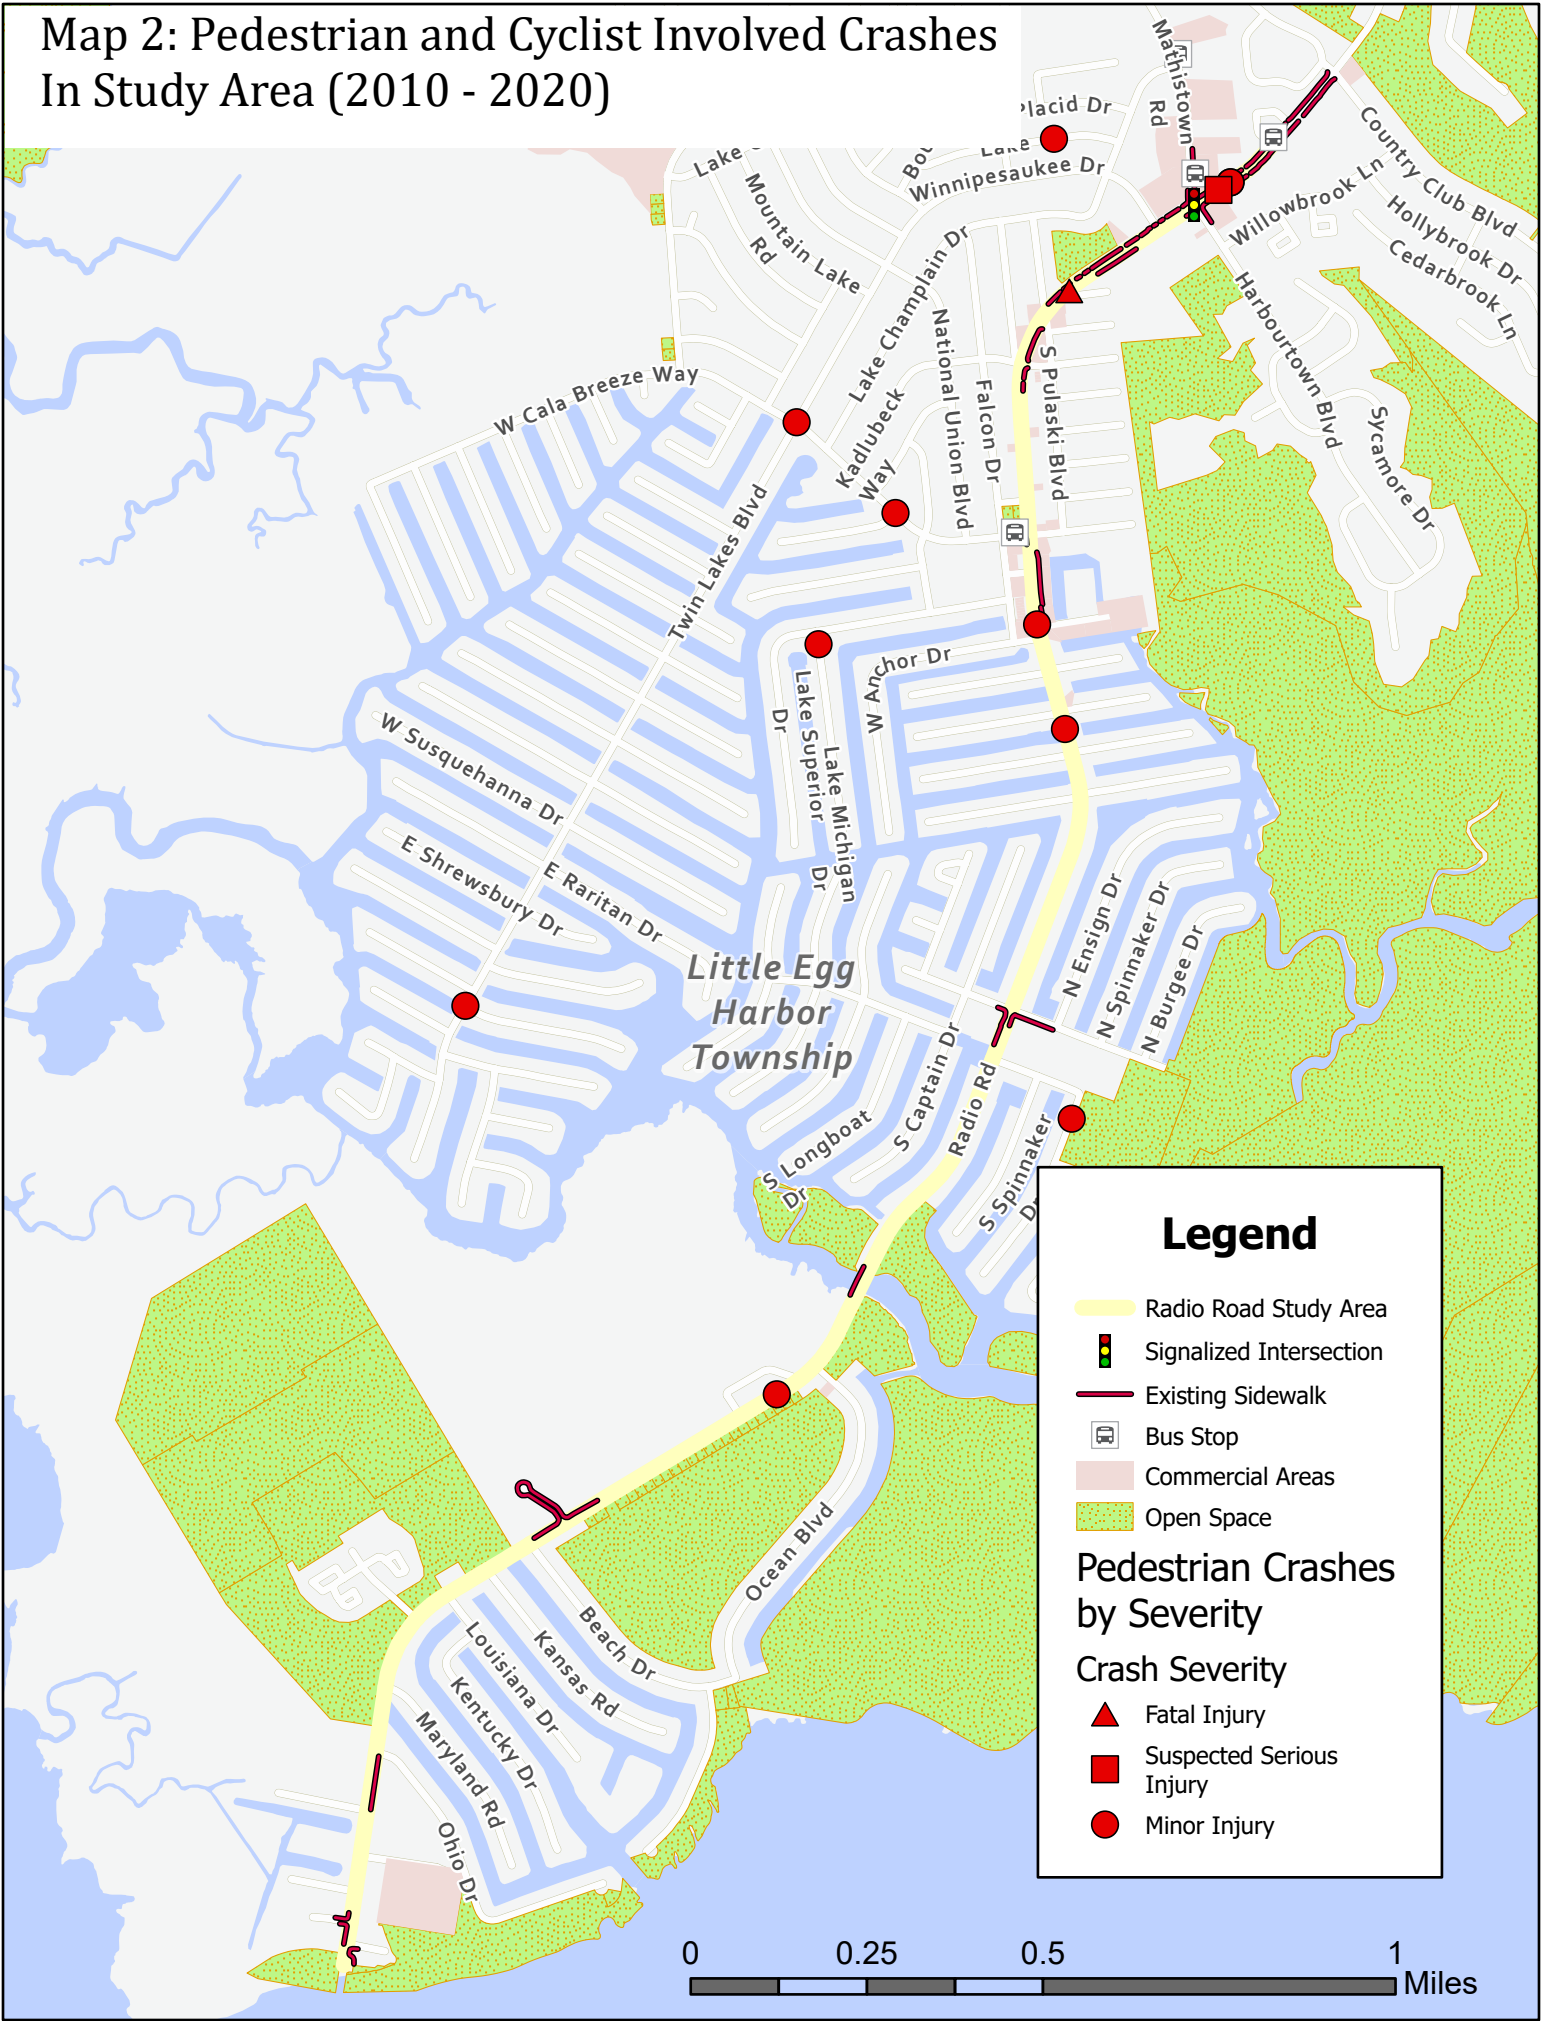 Map 2: Pedestrian and Cyclist Involved Crashes
In Study Area (2010 - 2020)
Mathistown
Rd
Placid Dr
Lake
Winnipesaukee Dr
Country Club Blvd
Willowbrook Ln
Hollybrook Dr
Cedarbrook Ln
Lake
Mountain Lake
Rd
Lake Champlain Dr
National Union Blvd
Falcon Dr
S Pulaski Blvd
Harbourtown Blvd
Sycamore Dr
W Cala Breeze Way
Kadlubeck
Way
Twin Lakes Blvd
W Anchor Dr
Lake Superior
Dr
Lake Michigan
Dr
W Susquehanna Dr
E Shrewsbury Dr
E Raritan Dr
N Ensign Dr
N Spinnaker Dr
N Burgee Dr
Little Egg
Harbor
Township
S Captain Dr
Radio Rd
S Longboat
Dr
S Spinnaker
Dr
Ocean Blvd
Beach Dr
Kansas Rd
Louisiana Dr
Kentucky Dr
Maryland Rd
Ohio Dr
Legend
Radio Road Study Area
Signalized Intersection
Existing Sidewalk
Bus Stop
Commercial Areas
Open Space
Pedestrian Crashes
by Severity
Crash Severity
Fatal Injury
Suspected Serious
Injury
Minor Injury
0 0.25 0.5 1
Miles